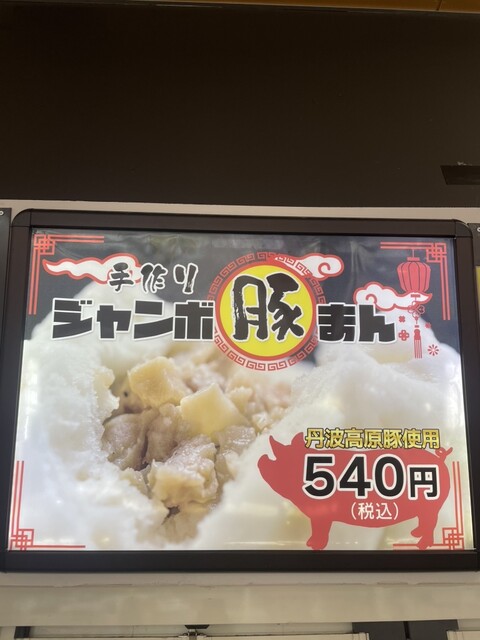 手作り
ジャンボ豚まん
丹波高原豚使用
540円
(税込)